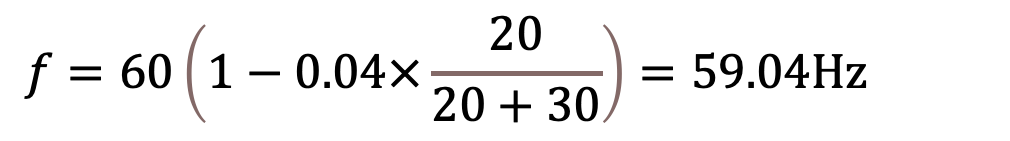 f = 60 (1 − 0.04× 20/(20 + 30)) = 59.04Hz